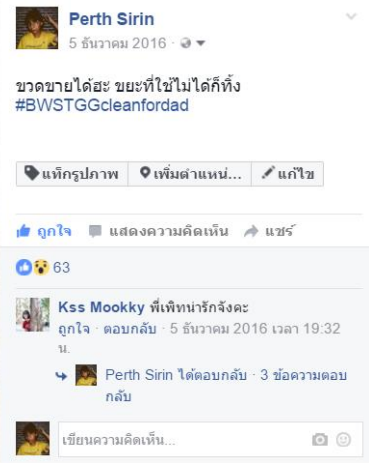 Perth Sirin
5 ธันวาคม 2016 ·
ขวดขายได้ฮะ ขยะที่ใช้ไม่ได้ก็ทิ้ง
#BWSTGGcleanfordad
แท็กรูปภาพ เพิ่มตำแหน่... แก้ไข
ถูกใจ แสดงความคิดเห็น แชร์
63
Kss Mookky พี่เพิทน่ารักจังคะ
ถูกใจ · ตอบกลับ · 5 ธันวาคม 2016 เวลา 19:32
น.
Perth Sirin ได้ตอบกลับ · 3 ข้อความตอบ
กลับ
เขียนความคิดเห็น...